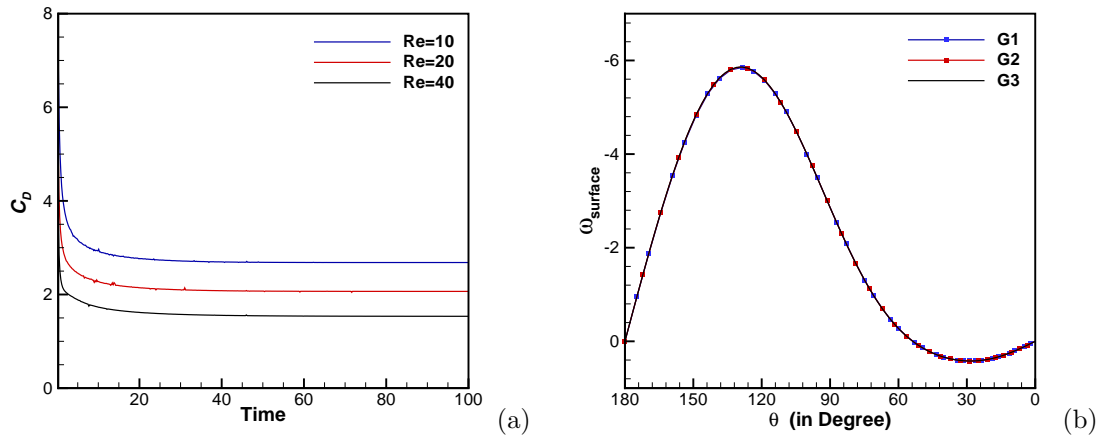 8
6
4
2
0
C_D
0 20 40 60 80 100
Time
Re=10
Re=20
Re=40
(a)
-6
-4
-2
0
ω_surface
180 150 120 90 60 30 0
θ (in Degree)
G1
G2
G3
(b)